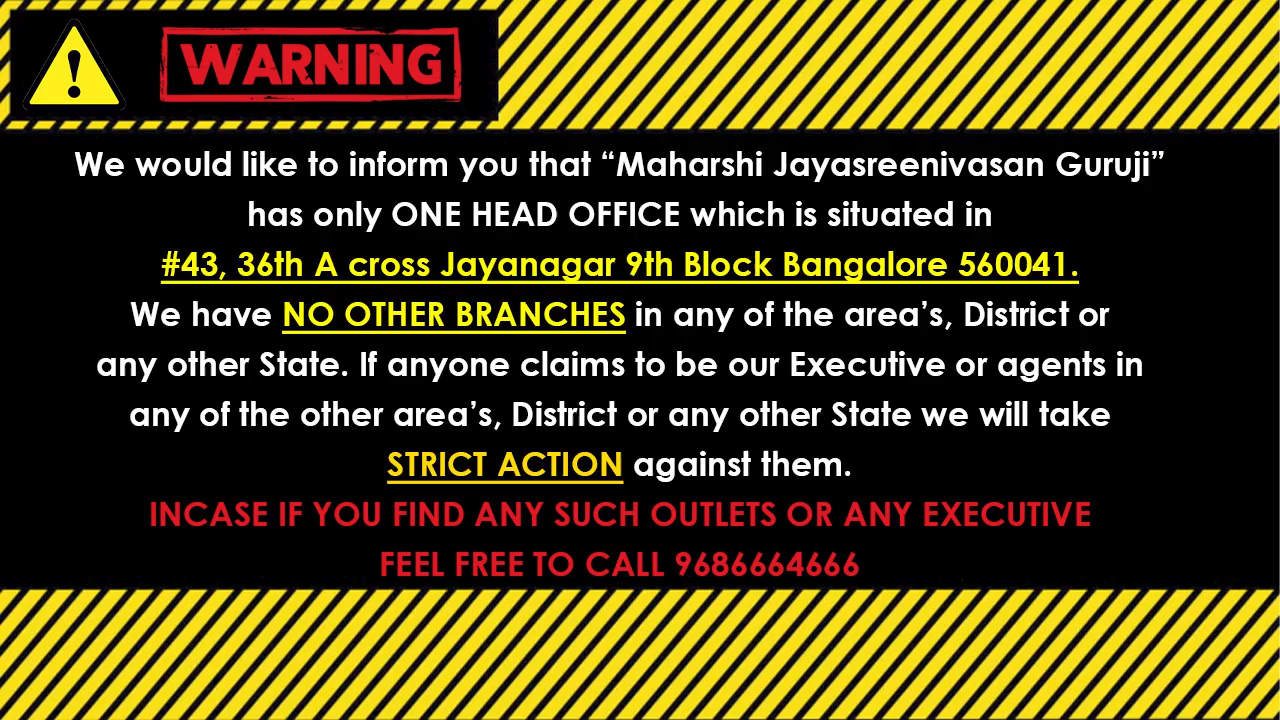 WARNING
We would like to inform you that “Maharshi Jayasreenivasan Guruji”
has only ONE HEAD OFFICE which is situated in
#43, 36th A cross Jayanagar 9th Block Bangalore 560041.
We have NO OTHER BRANCHES in any of the area’s, District or
any other State. If anyone claims to be our Executive or agents in
any of the other area’s, District or any other State we will take
STRICT ACTION against them.
INCASE IF YOU FIND ANY SUCH OUTLETS OR ANY EXECUTIVE
FEEL FREE TO CALL 9686664666